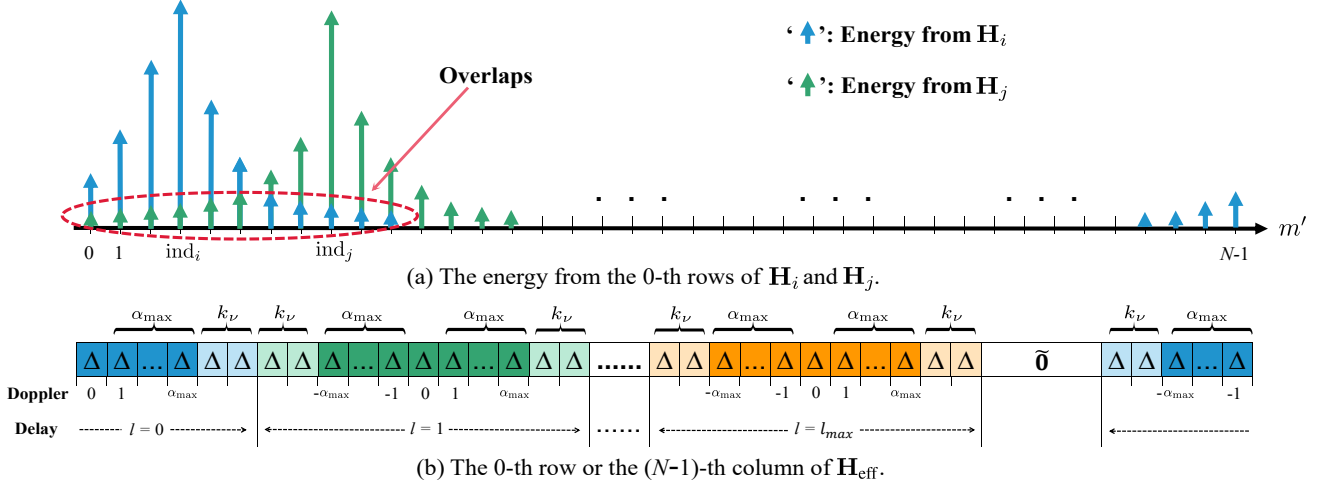 ‘ ’: Energy from H_i
‘ ’: Energy from H_j
Overlaps
. . . . . . . . .
0 1 ind_i ind_j N-1 m′
(a) The energy from the 0-th rows of H_i and H_j.
α_max k_ν k_ν α_max α_max k_ν k_ν α_max α_max k_ν k_ν α_max
Δ Δ ... Δ Δ Δ Δ Δ Δ ... Δ Δ Δ ... Δ Δ Δ ...... Δ Δ Δ ... Δ Δ Δ ... Δ Δ Δ 0̃ Δ Δ Δ ... Δ
Doppler 0 1 α_max -α_max -1 0 1 α_max -α_max -1 0 1 α_max -α_max -1
Delay l = 0 l = 1 ...... l = l_max
(b) The 0-th row or the (N-1)-th column of H_eff.